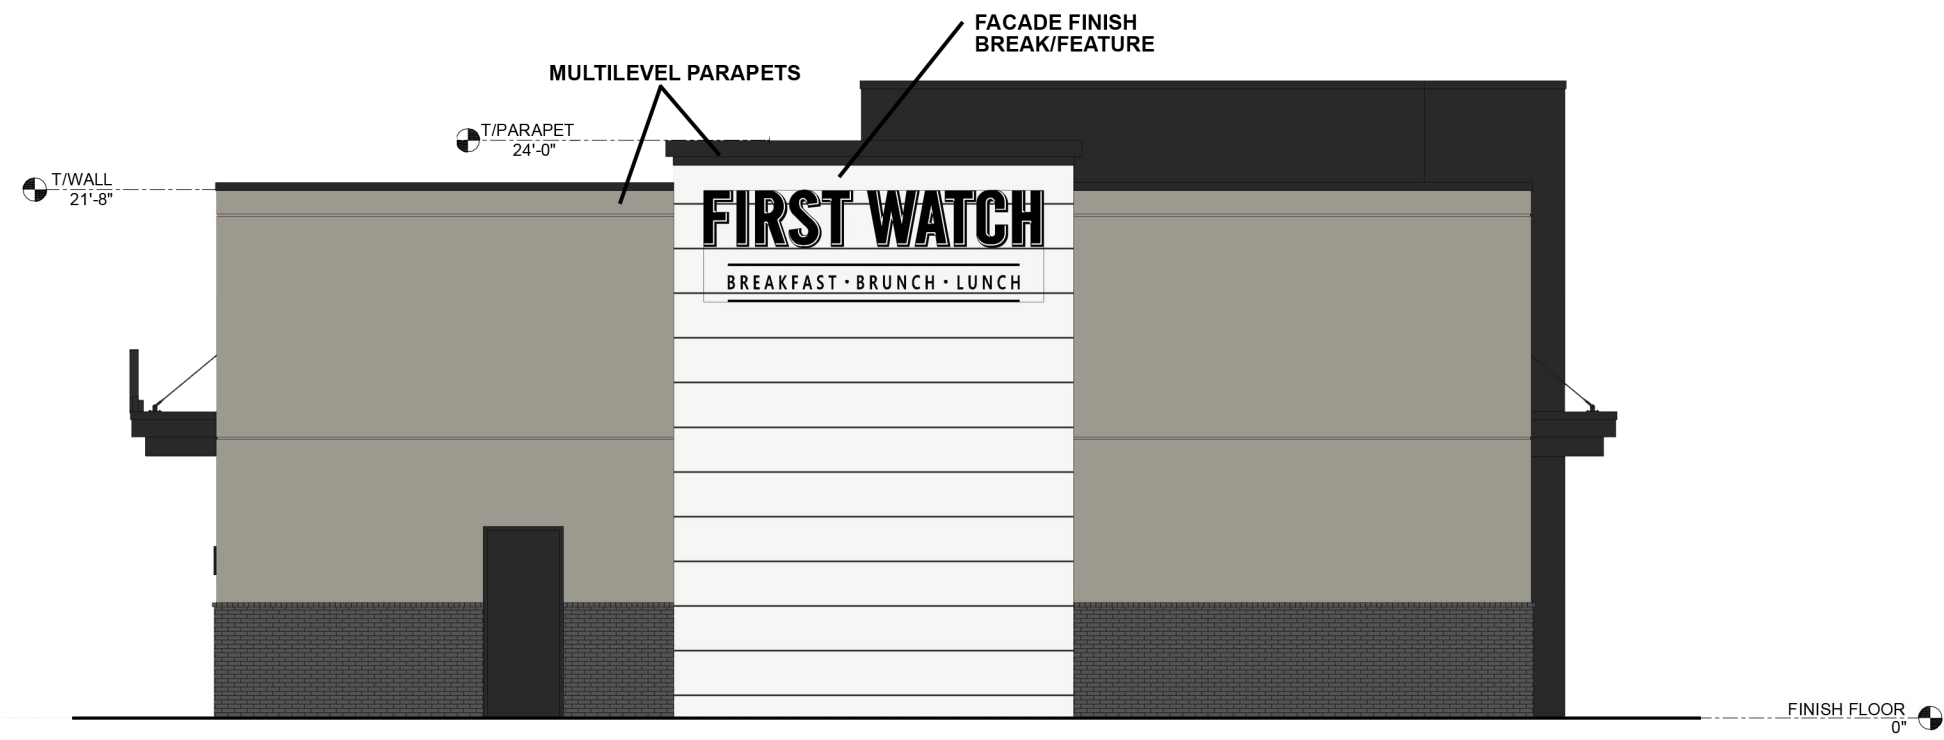 FACADE FINISH
BREAK/FEATURE
MULTILEVEL PARAPETS
T/PARAPET
24'-0"
T/WALL
21'-8"
FIRST WATCH
BREAKFAST • BRUNCH • LUNCH
FINISH FLOOR
0"